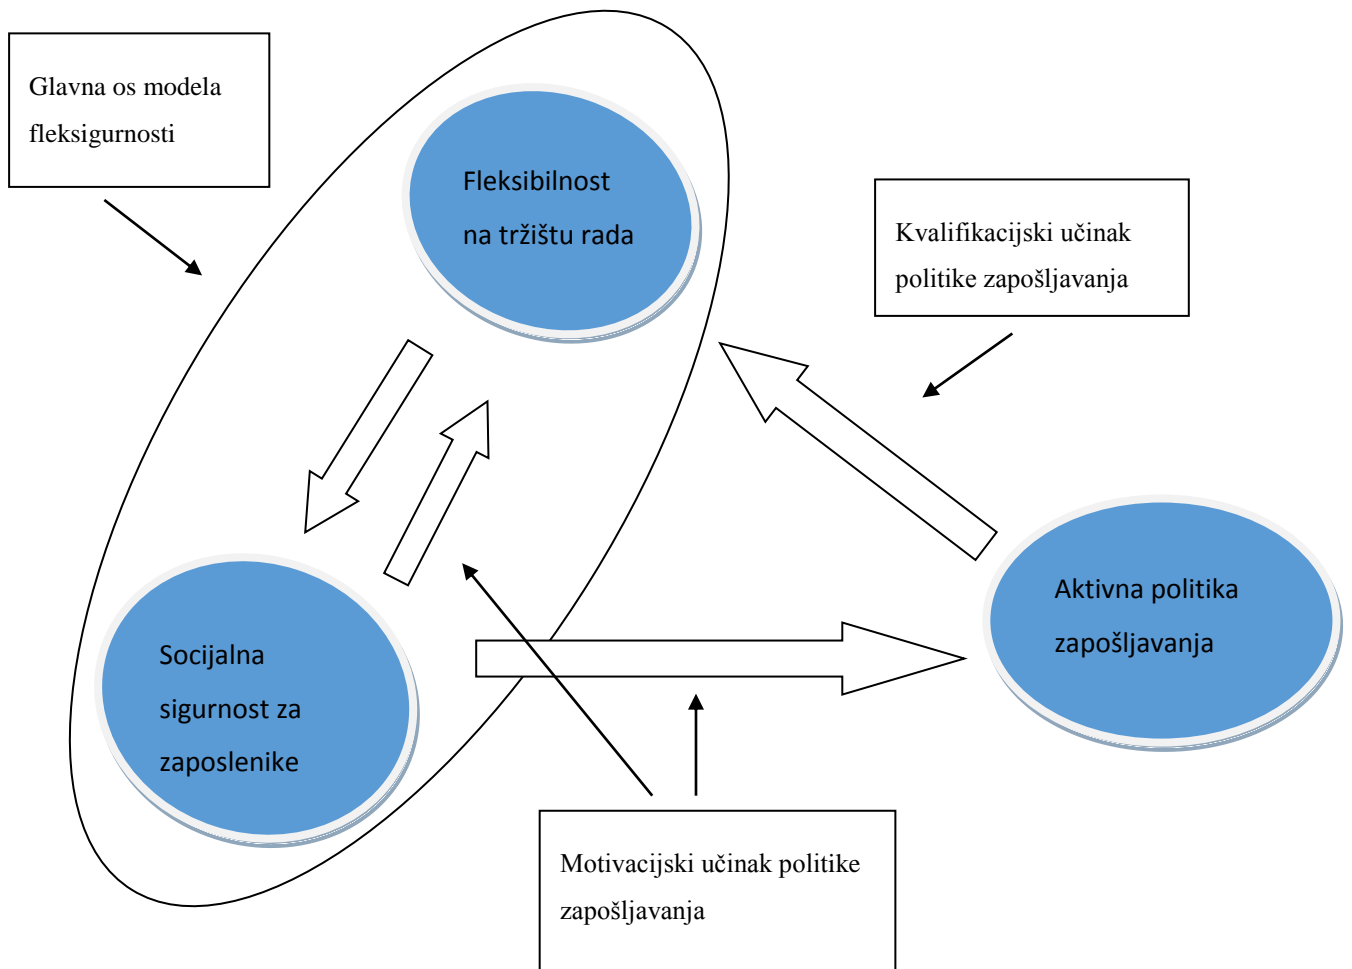 Glavna os modela
fleksigurnosti
Fleksibilnost
na tržištu rada
Kvalifikacijski učinak
politike zapošljavanja
Aktivna politika
zapošljavanja
Socijalna
sigurnost za
zaposlenike
Motivacijski učinak politike
zapošljavanja